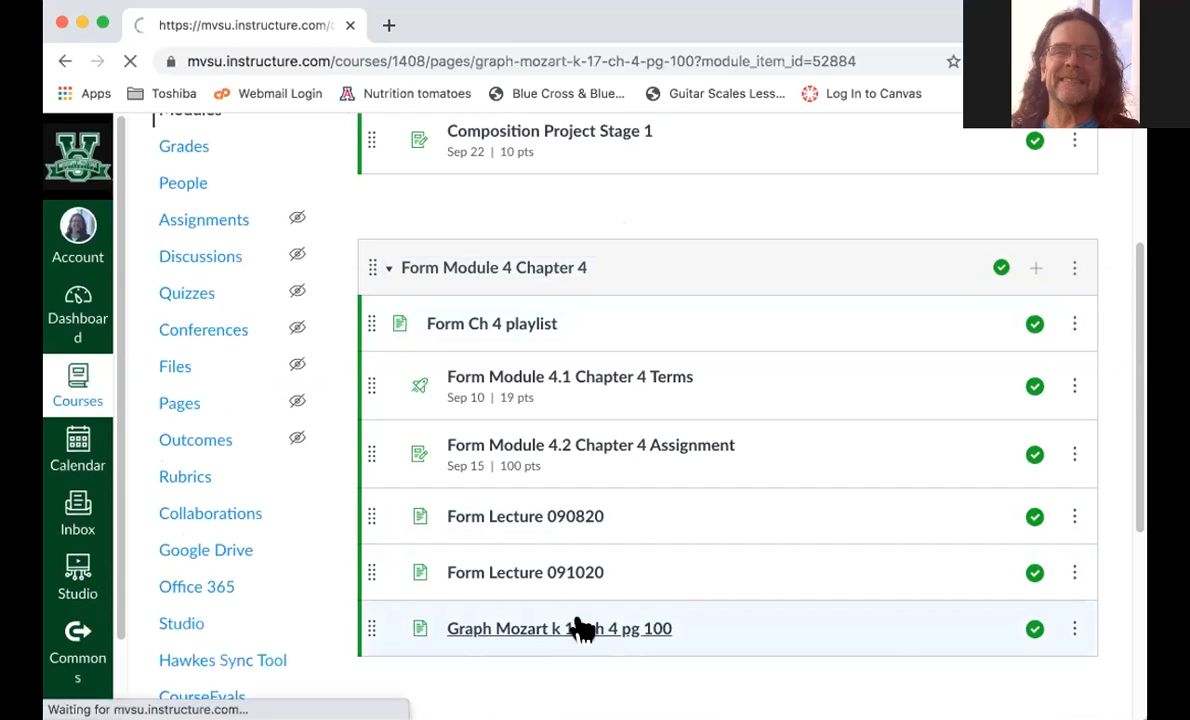 https://mvsu.instructure.com/
mvsu.instructure.com/courses/1408/pages/graph-mozart-k-17-ch-4-pg-100?module_item_id=52884
Apps Toshiba Webmail Login Nutrition tomatoes Blue Cross & Blue... Guitar Scales Less... Log In to Canvas
Modules
Grades
People
Assignments
Discussions
Quizzes
Conferences
Files
Pages
Outcomes
Rubrics
Collaborations
Google Drive
Office 365
Studio
Hawkes Sync Tool
CourseEvals
Account
Dashboar
d
Courses
Calendar
Inbox
Studio
Common
s
Composition Project Stage 1
Sep 22 | 10 pts
Form Module 4 Chapter 4
Form Ch 4 playlist
Form Module 4.1 Chapter 4 Terms
Sep 10 | 19 pts
Form Module 4.2 Chapter 4 Assignment
Sep 15 | 100 pts
Form Lecture 090820
Form Lecture 091020
Graph Mozart k 4 pg 100
Waiting for mvsu.instructure.com...